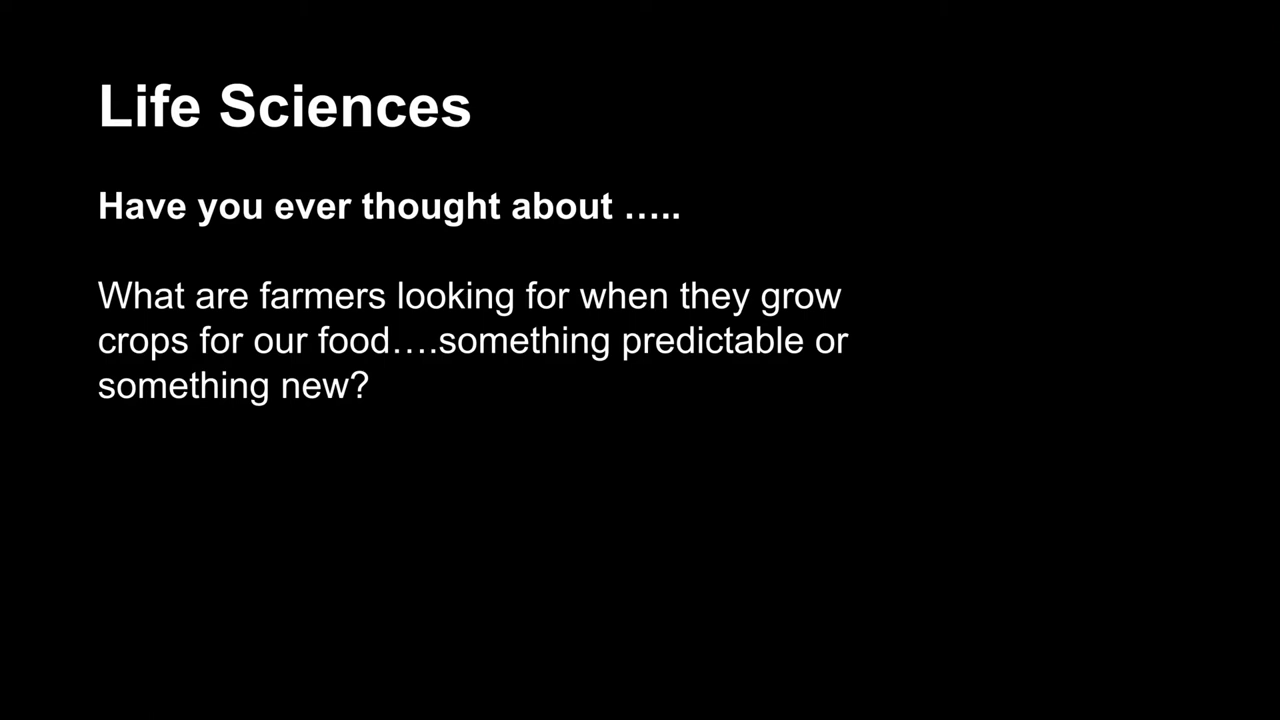 Life Sciences
Have you ever thought about …..
What are farmers looking for when they grow
crops for our food….something predictable or
something new?